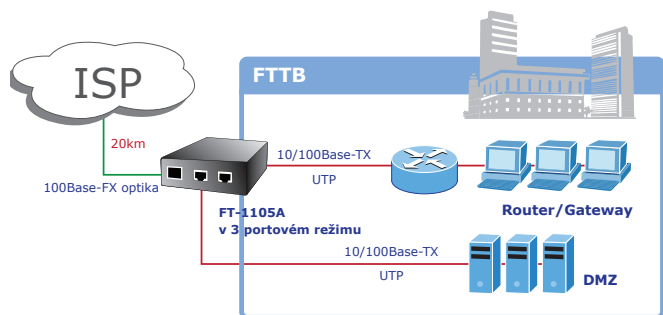 ISP
FTTB
20km
10/100Base-TX
UTP
100Base-FX optika
FT-1105A
v 3 portovém režimu
Router/Gateway
10/100Base-TX
UTP
DMZ